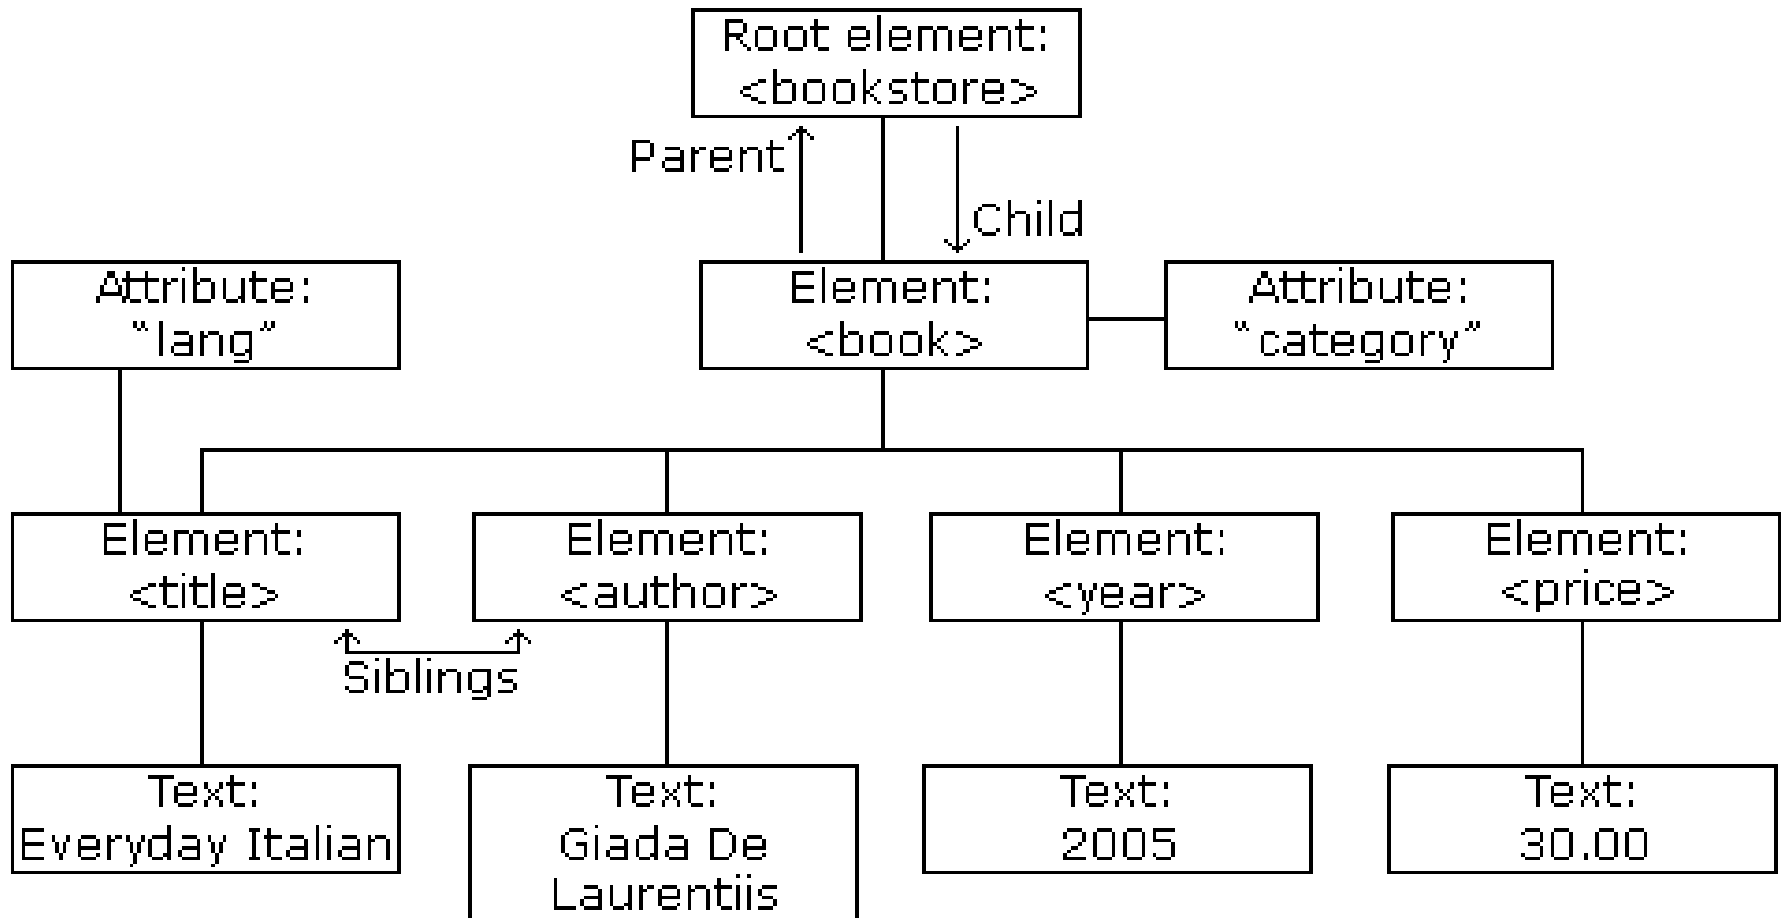 Root element:
<bookstore>
Parent
Child
Attribute:
“lang”
Element:
<book>
Attribute:
“category”
Element:
<title>
Element:
<author>
Element:
<year>
Element:
<price>
Siblings
Text:
Everyday Italian
Text:
Giada De
Laurentiis
Text:
2005
Text:
30.00